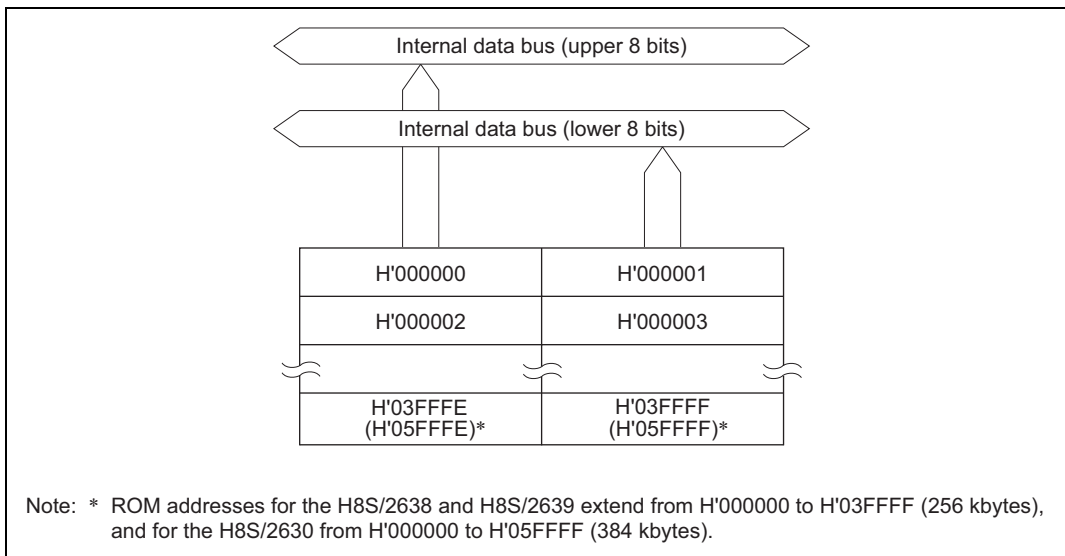 Internal data bus (upper 8 bits)
Internal data bus (lower 8 bits)
H'000000 H'000001
H'000002 H'000003
H'03FFFE H'03FFFF
(H'05FFFE)* (H'05FFFF)*
Note: * ROM addresses for the H8S/2638 and H8S/2639 extend from H'000000 to H'03FFFF (256 kbytes),
and for the H8S/2630 from H'000000 to H'05FFFF (384 kbytes).